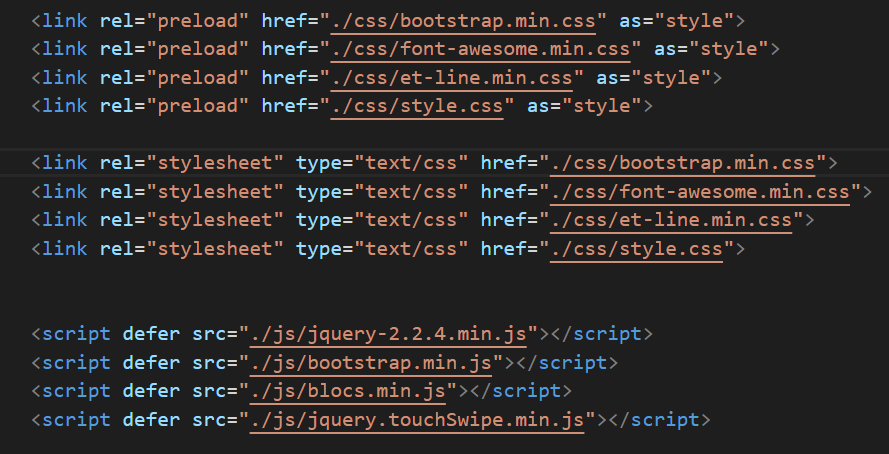 <link rel="preload" href="./css/bootstrap.min.css" as="style">
<link rel="preload" href="./css/font-awesome.min.css" as="style">
<link rel="preload" href="./css/et-line.min.css" as="style">
<link rel="preload" href="./css/style.css" as="style">
<link rel="stylesheet" type="text/css" href="./css/bootstrap.min.css">
<link rel="stylesheet" type="text/css" href="./css/font-awesome.min.css">
<link rel="stylesheet" type="text/css" href="./css/et-line.min.css">
<link rel="stylesheet" type="text/css" href="./css/style.css">
<script defer src="./js/jquery-2.2.4.min.js"></script>
<script defer src="./js/bootstrap.min.js"></script>
<script defer src="./js/blocs.min.js"></script>
<script defer src="./js/jquery.touchSwipe.min.js"></script>